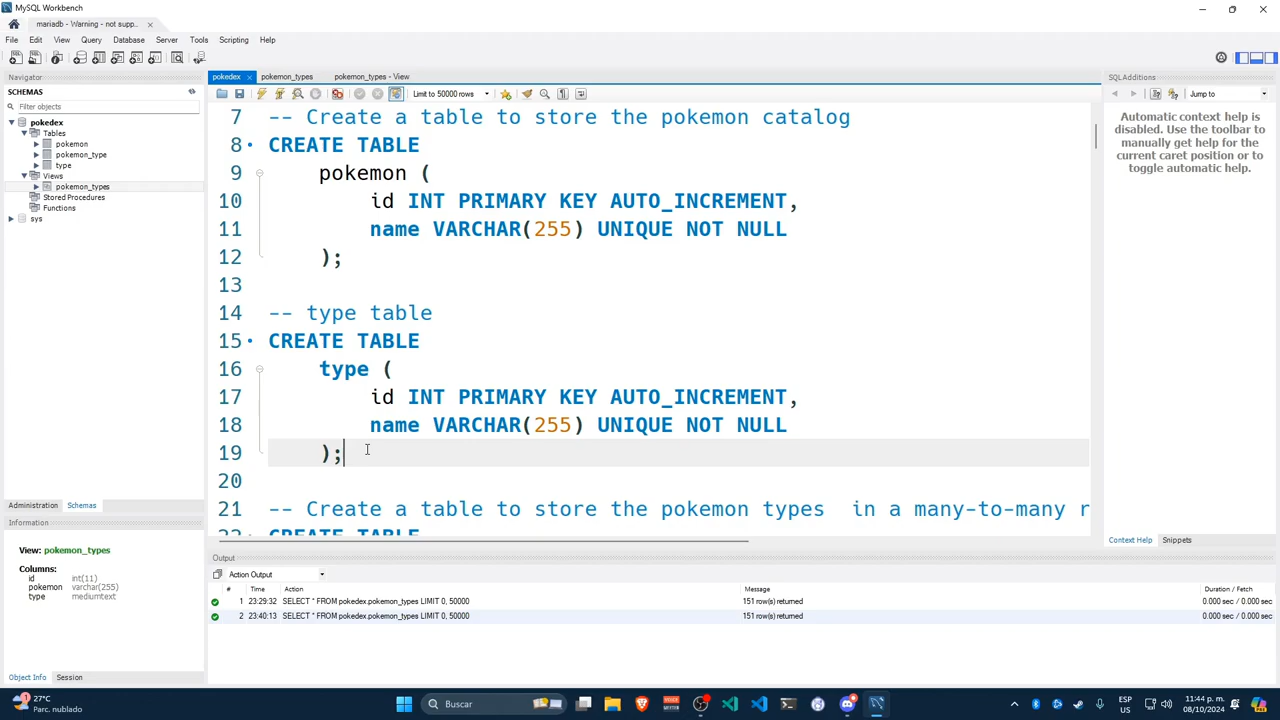 MySQL Workbench
mariadb - Warning - not supp...
File Edit View Query Database Server Tools Scripting Help
Navigator
SCHEMAS
Filter objects
pokedex
Tables
pokemon
pokemon_type
type
Views
pokemon_types
Stored Procedures
Functions
sys
Administration Schemas
Information
View: pokemon_types
Columns:
id int(11)
pokemon varchar(255)
type mediumtext
Object Info Session
pokedex pokemon_types pokemon_types - View
Limit to 50000 rows
7 -- Create a table to store the pokemon catalog
8 CREATE TABLE
9 pokemon (
10 id INT PRIMARY KEY AUTO_INCREMENT,
11 name VARCHAR(255) UNIQUE NOT NULL
12 );
13
14 -- type table
15 CREATE TABLE
16 type (
17 id INT PRIMARY KEY AUTO_INCREMENT,
18 name VARCHAR(255) UNIQUE NOT NULL
19 );
20
21 -- Create a table to store the pokemon types  in a many-to-many r
22 CREATE TABLE
SQLAdditions
Jump to
Automatic context help is
disabled. Use the toolbar to
manually get help for the
current caret position or to
toggle automatic help.
Context Help Snippets
Output
Action Output
# Time Action Message Duration / Fetch
1 23:29:32 SELECT * FROM pokedex.pokemon_types LIMIT 0, 50000 151 row(s) returned 0.000 sec / 0.000 sec
2 23:40:13 SELECT * FROM pokedex.pokemon_types LIMIT 0, 50000 151 row(s) returned 0.000 sec / 0.000 sec
1
27°C
Parc. nublado
Buscar
ESP
US
11:44 p. m.
08/10/2024